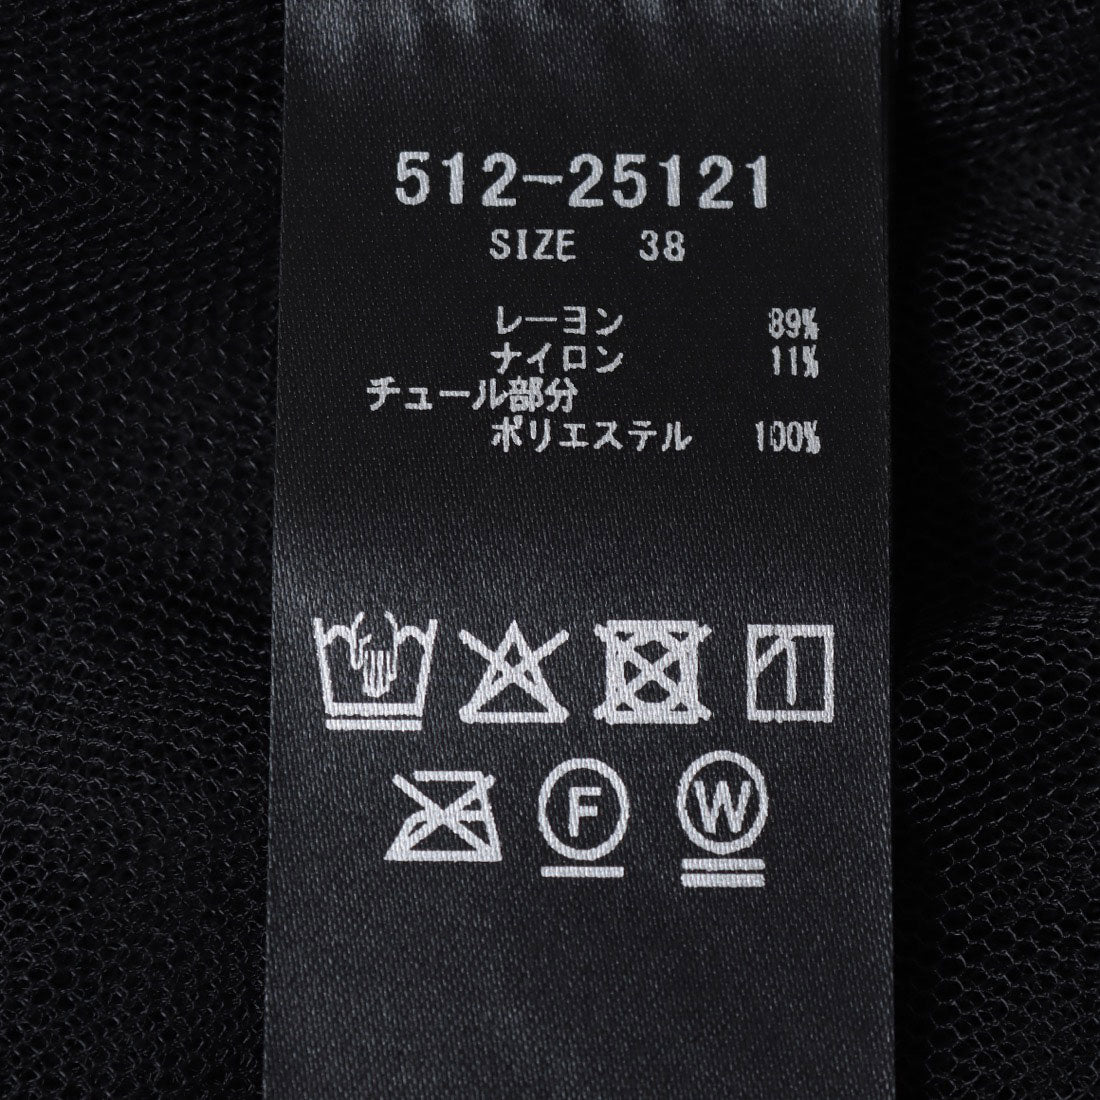 512-25121
SIZE 38
レーヨン 89%
ナイロン 11%
チュール部分
ポリエステル 100%
F W